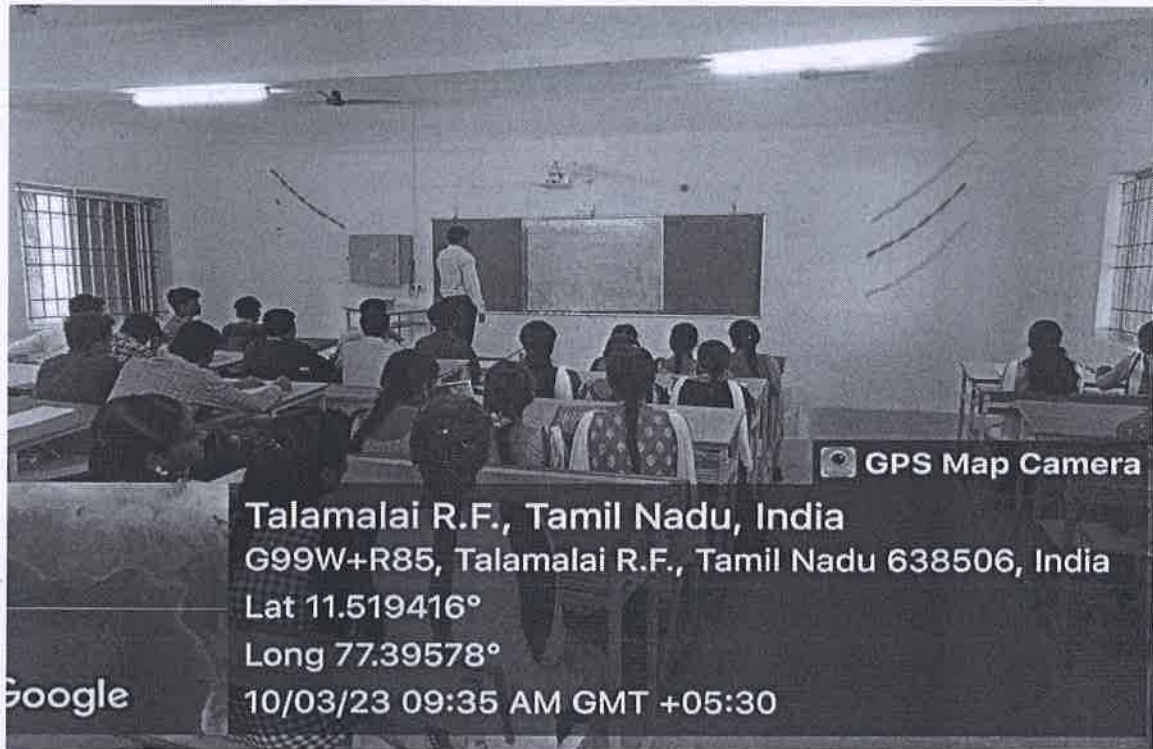 GPS Map Camera
Talamalai R.F., Tamil Nadu, India
G99W+R85, Talamalai R.F., Tamil Nadu 638506, India
Lat 11.519416°
Long 77.39578°
10/03/23 09:35 AM GMT +05:30
Google